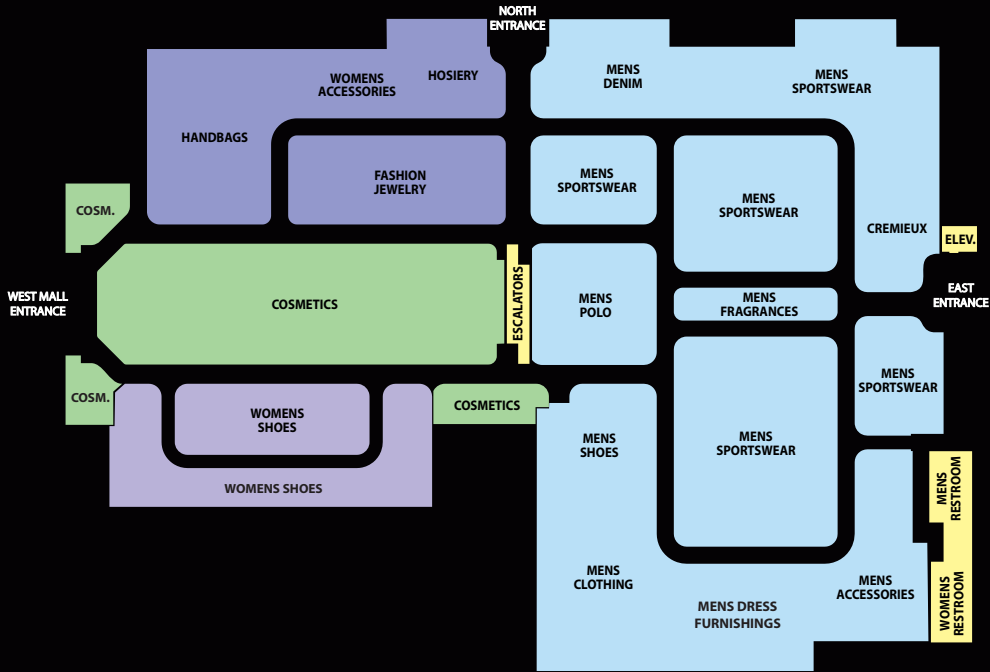 NORTH
ENTRANCE
HOSIERY
WOMENS
ACCESSORIES
MENS
DENIM
MENS
SPORTSWEAR
HANDBAGS
FASHION
JEWELRY
MENS
SPORTSWEAR
MENS
SPORTSWEAR
COSM.
CREMIEUX
ELEV.
WEST MALL
ENTRANCE
COSMETICS
ESCALATORS
MENS
POLO
MENS
FRAGRANCES
EAST
ENTRANCE
COSM.
WOMENS
SHOES
COSMETICS
MENS
SPORTSWEAR
MENS
SHOES
MENS
SPORTSWEAR
WOMENS SHOES
MENS
RESTROOM
MENS
CLOTHING
MENS DRESS
FURNISHINGS
MENS
ACCESSORIES
WOMENS
RESTROOM